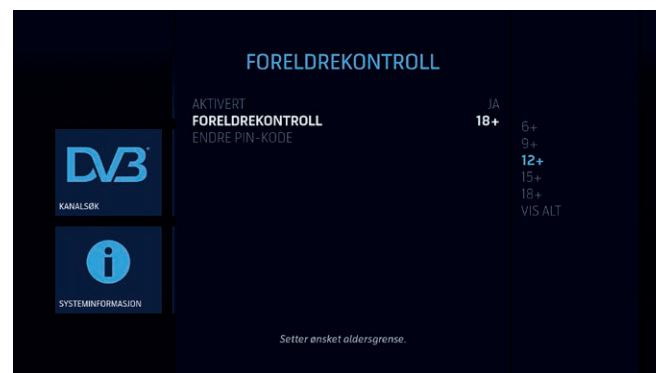 FORELDREKONTROLL
AKTIVERT JA
FORELDREKONTROLL 18+
ENDRE PIN-KODE
6+
9+
12+
15+
18+
VIS ALT
DVB
KANALSØK
SYSTEMINFORMASJON
Setter ønsket aldersgrense.